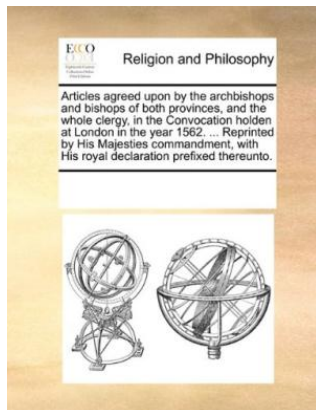 ECCO
Religion and Philosophy
Articles agreed upon by the archbishops
and bishops of both provinces, and the
whole clergy, in the Convocation holden
at London in the year 1562. ... Reprinted
by His Majesties commandment, with
His royal declaration prefixed thereunto.